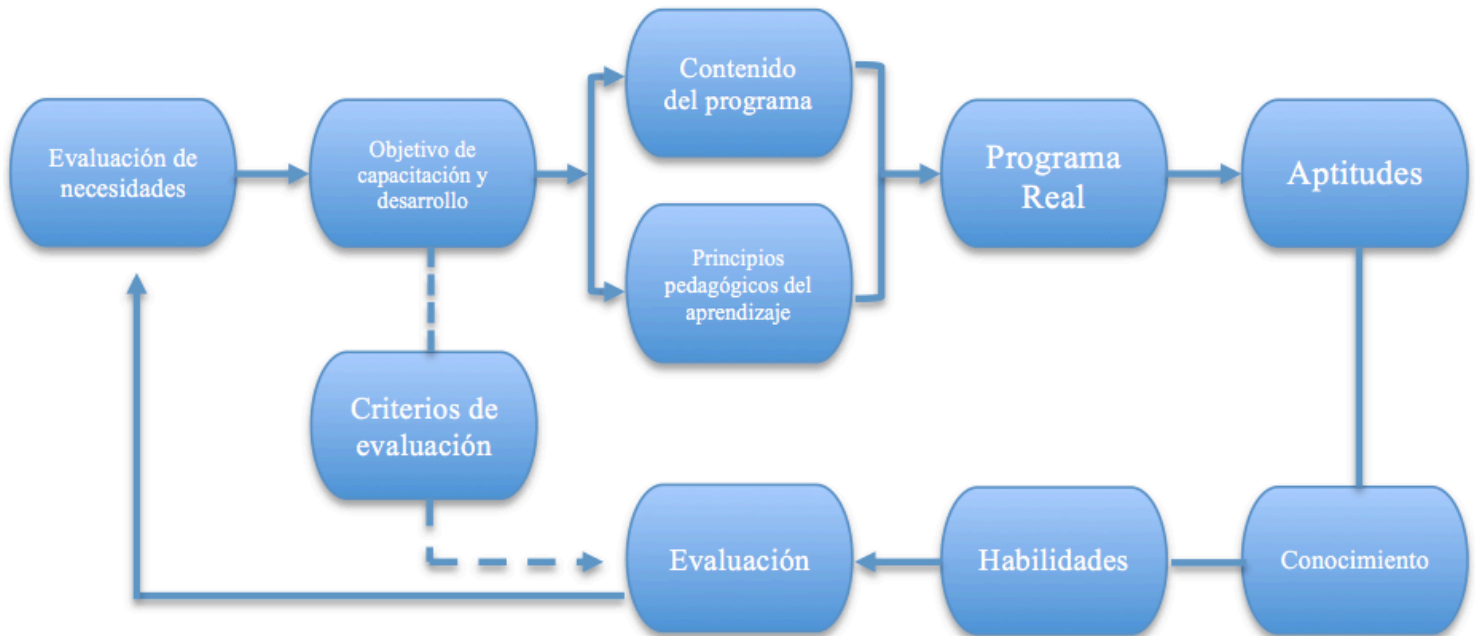 Evaluación de
necesidades
Objetivo de
capacitación y
desarrollo
Contenido
del programa
Principios
pedagógicos del
aprendizaje
Programa
Real
Aptitudes
Criterios de
evaluación
Evaluación
Habilidades
Conocimiento